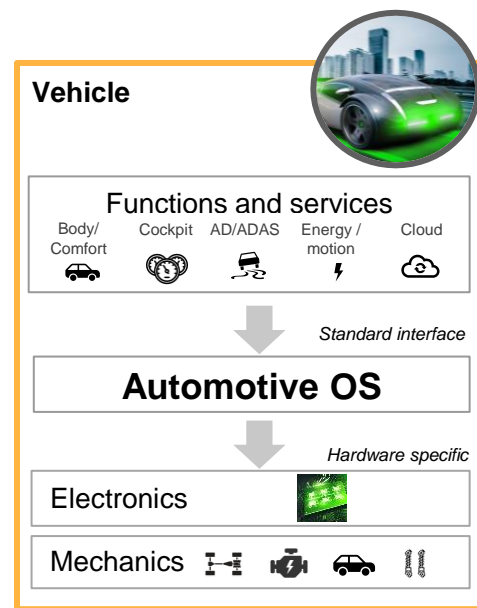 Vehicle
Functions and services
Body/
Comfort
Cockpit
AD/ADAS
Energy /
motion
Cloud
Standard interface
Automotive OS
Hardware specific
Electronics
Mechanics